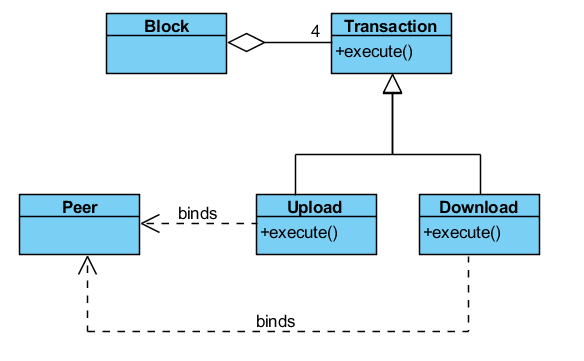 Block
4
Transaction
+execute()
Peer
binds
Upload
+execute()
Download
+execute()
binds